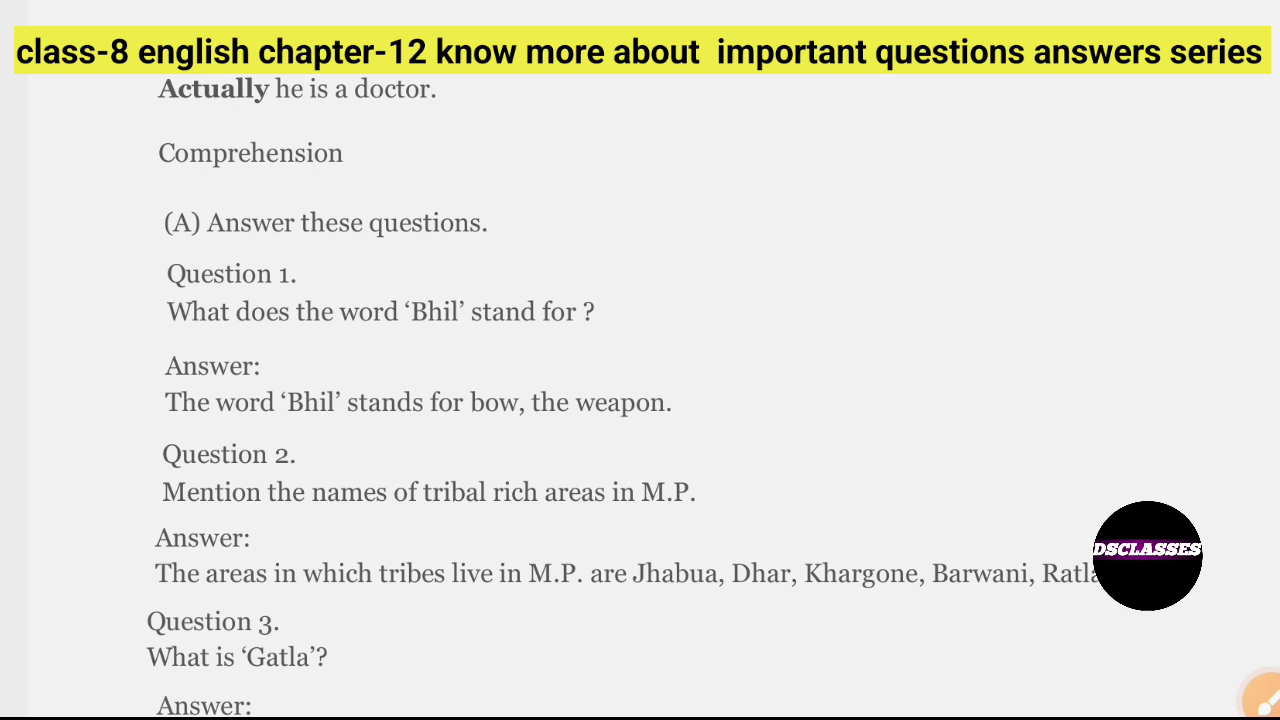 class-8 english chapter-12 know more about important questions answers series
Actually he is a doctor.
Comprehension
(A) Answer these questions.
Question 1.
What does the word ‘Bhil’ stand for ?
Answer:
The word ‘Bhil’ stands for bow, the weapon.
Question 2.
Mention the names of tribal rich areas in M.P.
Answer:
The areas in which tribes live in M.P. are Jhabua, Dhar, Khargone, Barwani,
DSCLASSES
Question 3.
What is ‘Gatla’?
Answer: